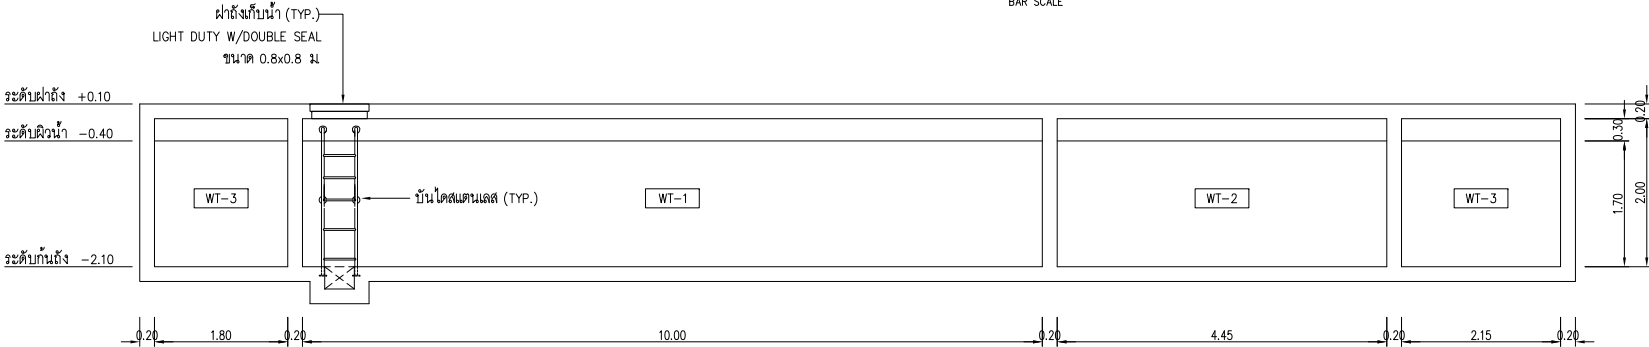 BAR SCALE
ฝาถังเก็บน้ำ (TYP.)
LIGHT DUTY W/DOUBLE SEAL
ขนาด 0.8x0.8 ม.
ระดับฝาถัง +0.10
ระดับผิวน้ำ -0.40
ระดับก้นถัง -2.10
WT-3
บันไดสแตนเลส (TYP.)
WT-1
WT-2
WT-3
0.20
0.30
1.70
2.00
0.20 1.80 0.20 10.00 0.20 4.45 0.20 2.15 0.20